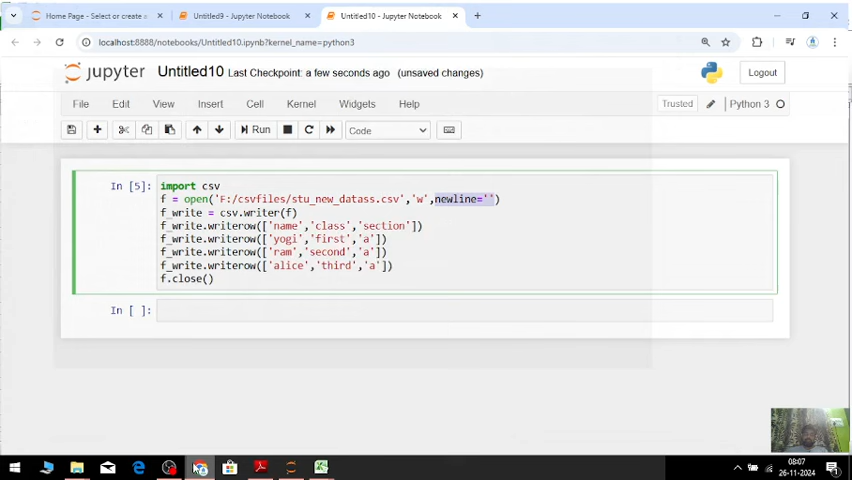 Home Page - Select or create a
Untitled9 - Jupyter Notebook
Untitled10 - Jupyter Notebook
localhost:8888/notebooks/Untitled10.ipynb?kernel_name=python3
jupyter Untitled10 Last Checkpoint: a few seconds ago (unsaved changes)
Logout
File Edit View Insert Cell Kernel Widgets Help
Trusted Python 3
Run Code
In [5]: import csv
f = open('F:/csvfiles/stu_new_datass.csv','w',newline='')
f_write = csv.writer(f)
f_write.writerow(['name','class','section'])
f_write.writerow(['yogi','first','a'])
f_write.writerow(['ram','second','a'])
f_write.writerow(['alice','third','a'])
f.close()
In [ ]:
08:07
26-11-2024